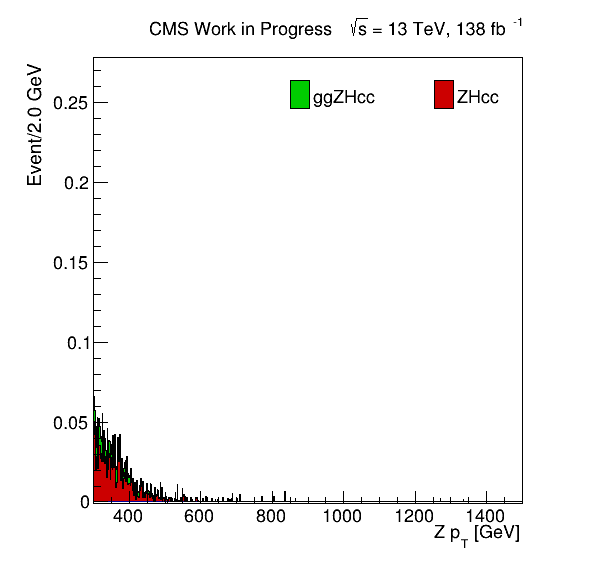 CMS Work in Progress √s = 13 TeV, 138 fb⁻¹
Event/2.0 GeV
ggZHcc ZHcc
0.25
0.2
0.15
0.1
0.05
0
400 600 800 1000 1200 1400
Z p_T [GeV]